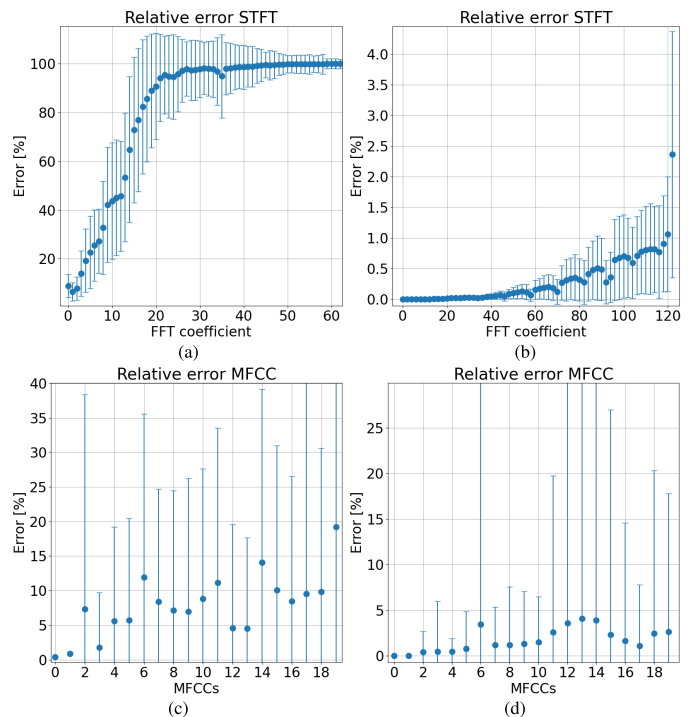 Relative error STFT
Error [%]
100
80
60
40
20
0 10 20 30 40 50 60
FFT coefficient
(a)
Relative error STFT
Error [%]
4.0
3.5
3.0
2.5
2.0
1.5
1.0
0.5
0.0
0 20 40 60 80 100 120
FFT coefficient
(b)
Relative error MFCC
Error [%]
40
35
30
25
20
15
10
5
0
0 2 4 6 8 10 12 14 16 18
MFCCs
(c)
Relative error MFCC
Error [%]
25
20
15
10
5
0
0 2 4 6 8 10 12 14 16 18
MFCCs
(d)